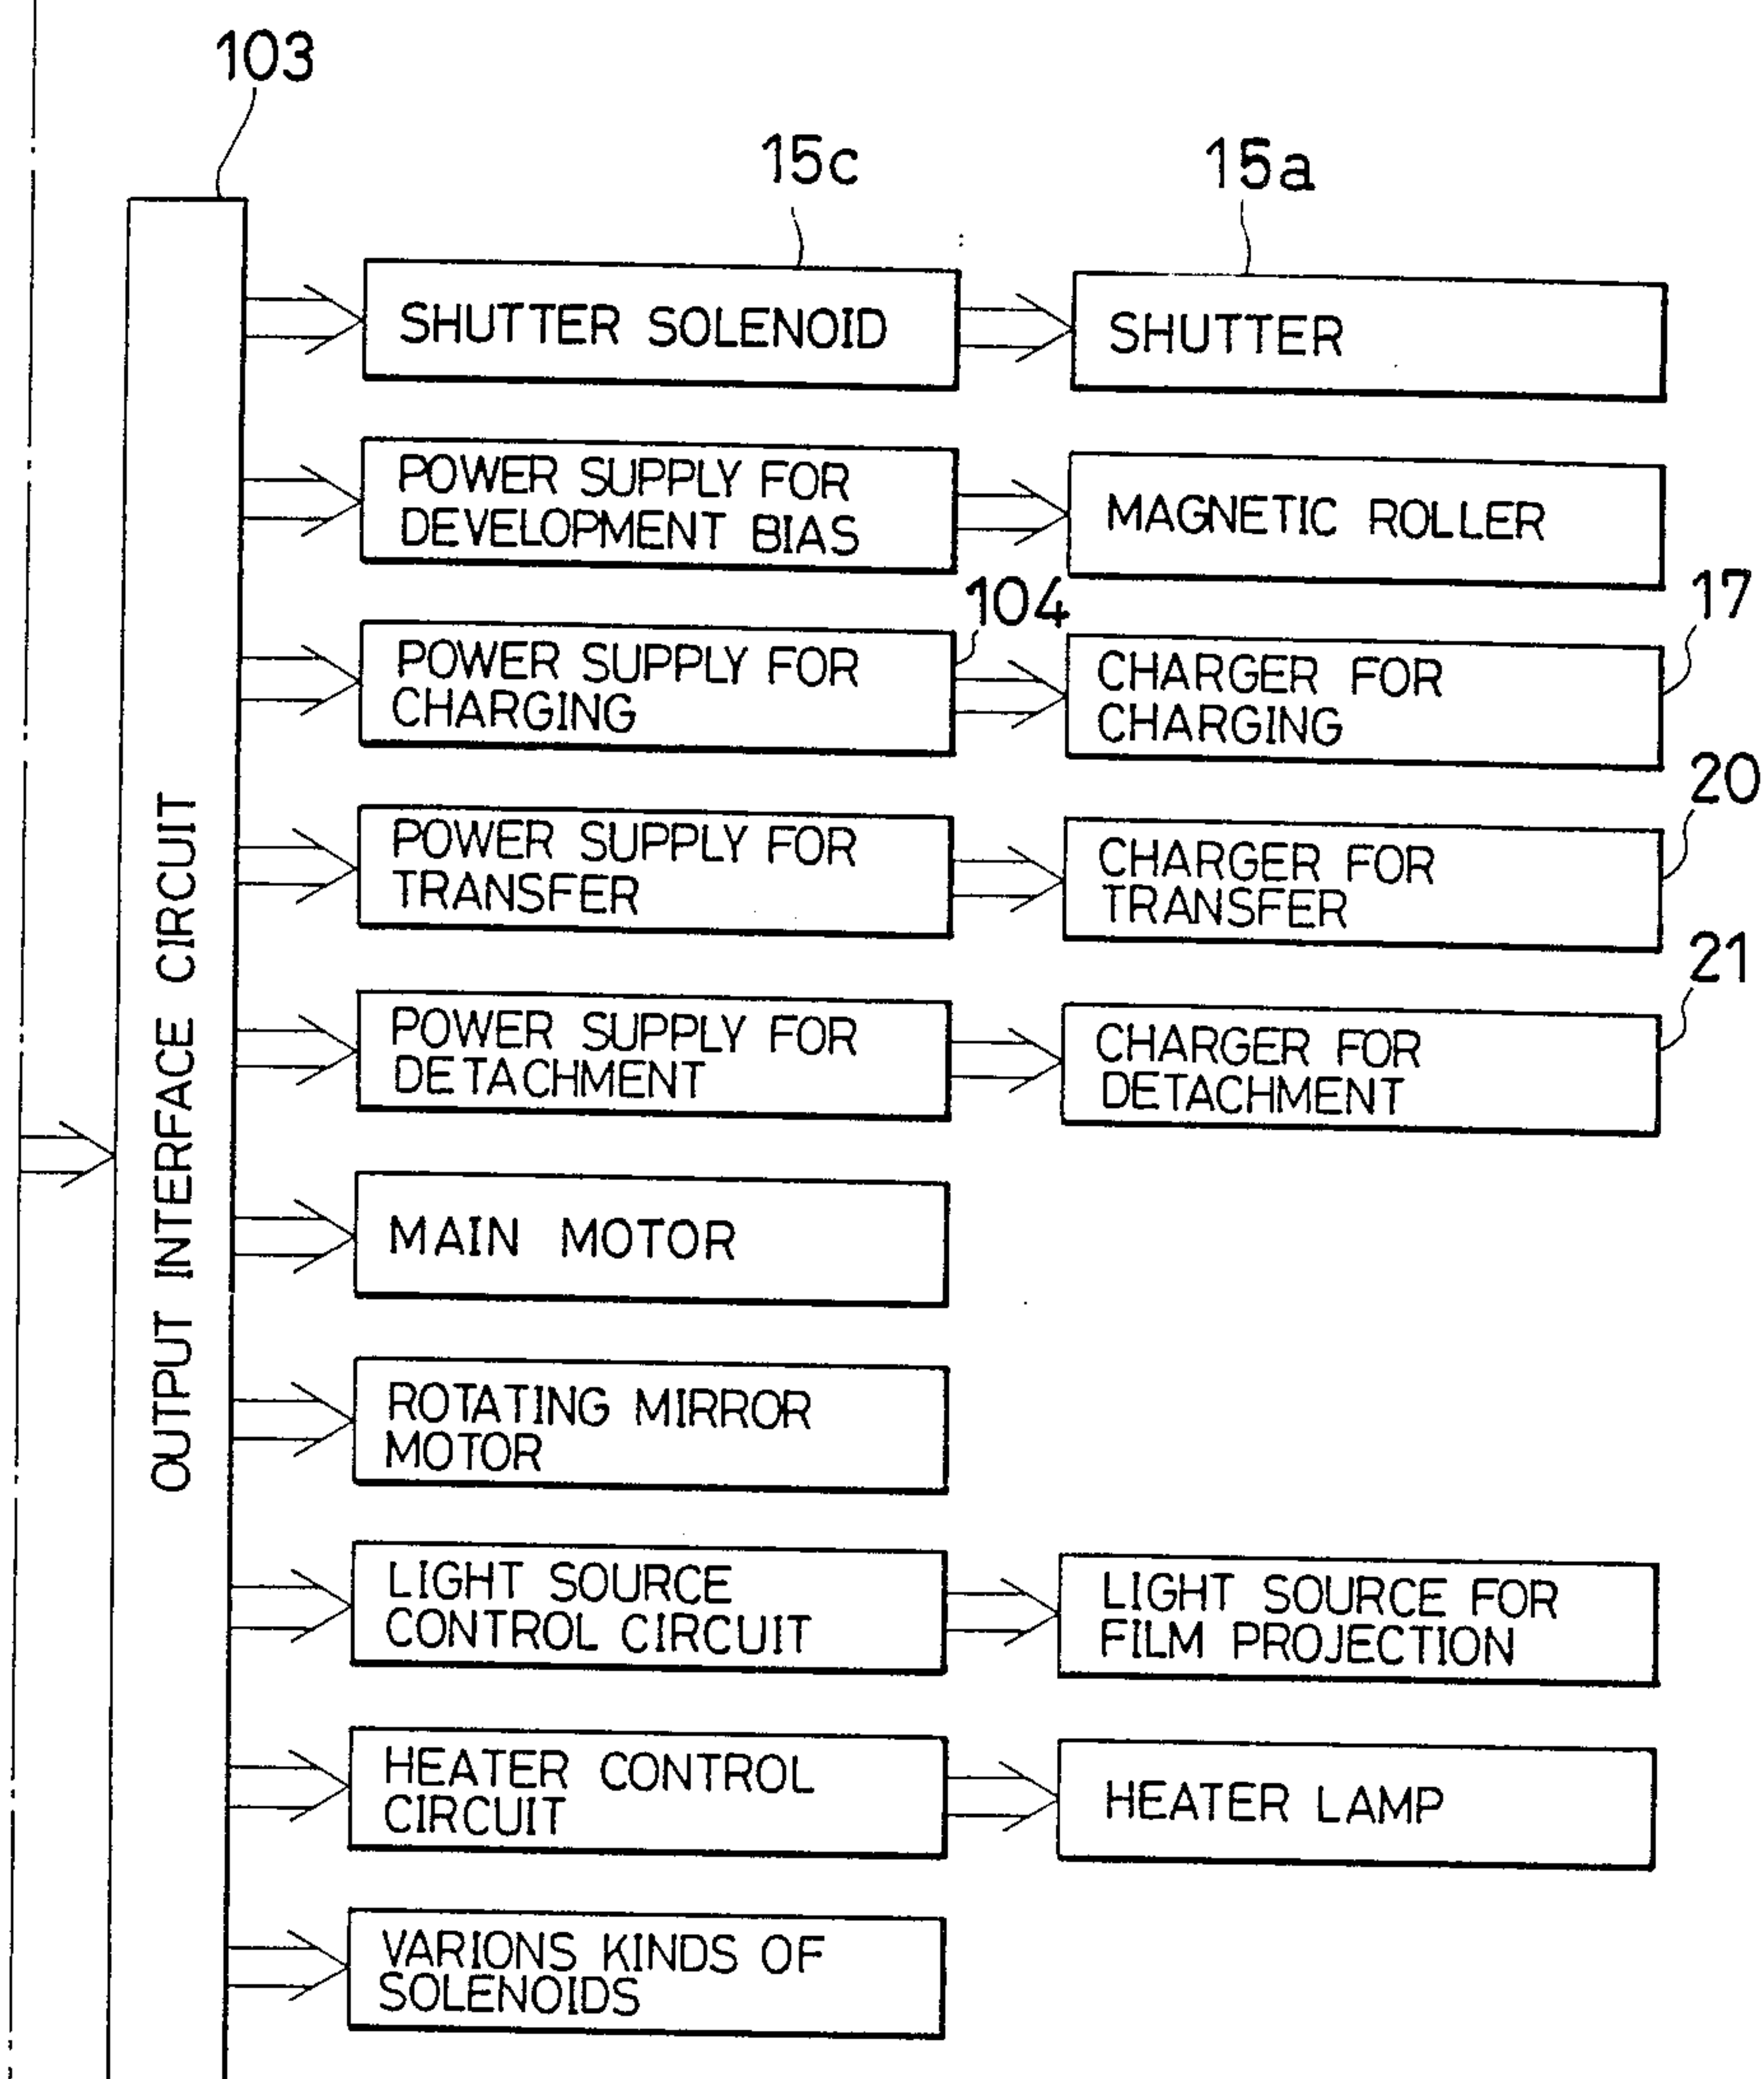 103
15c
15a
SHUTTER SOLENOID
SHUTTER
POWER SUPPLY FOR
DEVELOPMENT BIAS
MAGNETIC ROLLER
104
17
POWER SUPPLY FOR
CHARGING
CHARGER FOR
CHARGING
20
POWER SUPPLY FOR
TRANSFER
CHARGER FOR
TRANSFER
21
POWER SUPPLY FOR
DETACHMENT
CHARGER FOR
DETACHMENT
OUTPUT INTERFACE CIRCUIT
MAIN MOTOR
ROTATING MIRROR
MOTOR
LIGHT SOURCE
CONTROL CIRCUIT
LIGHT SOURCE FOR
FILM PROJECTION
HEATER CONTROL
CIRCUIT
HEATER LAMP
VARIONS KINDS OF
SOLENOIDS